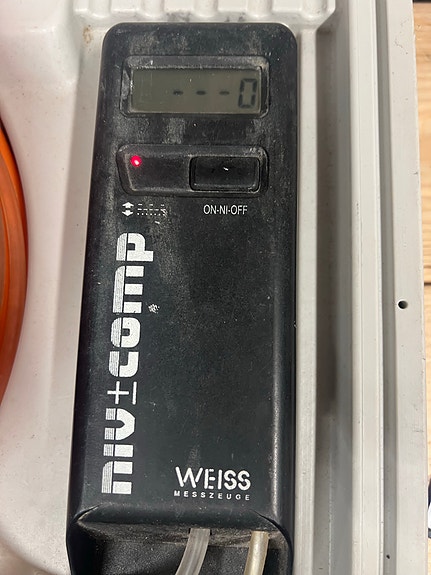 - - - 0
ON-NI-OFF
niv±comp
WEISS
MESSZEUGE